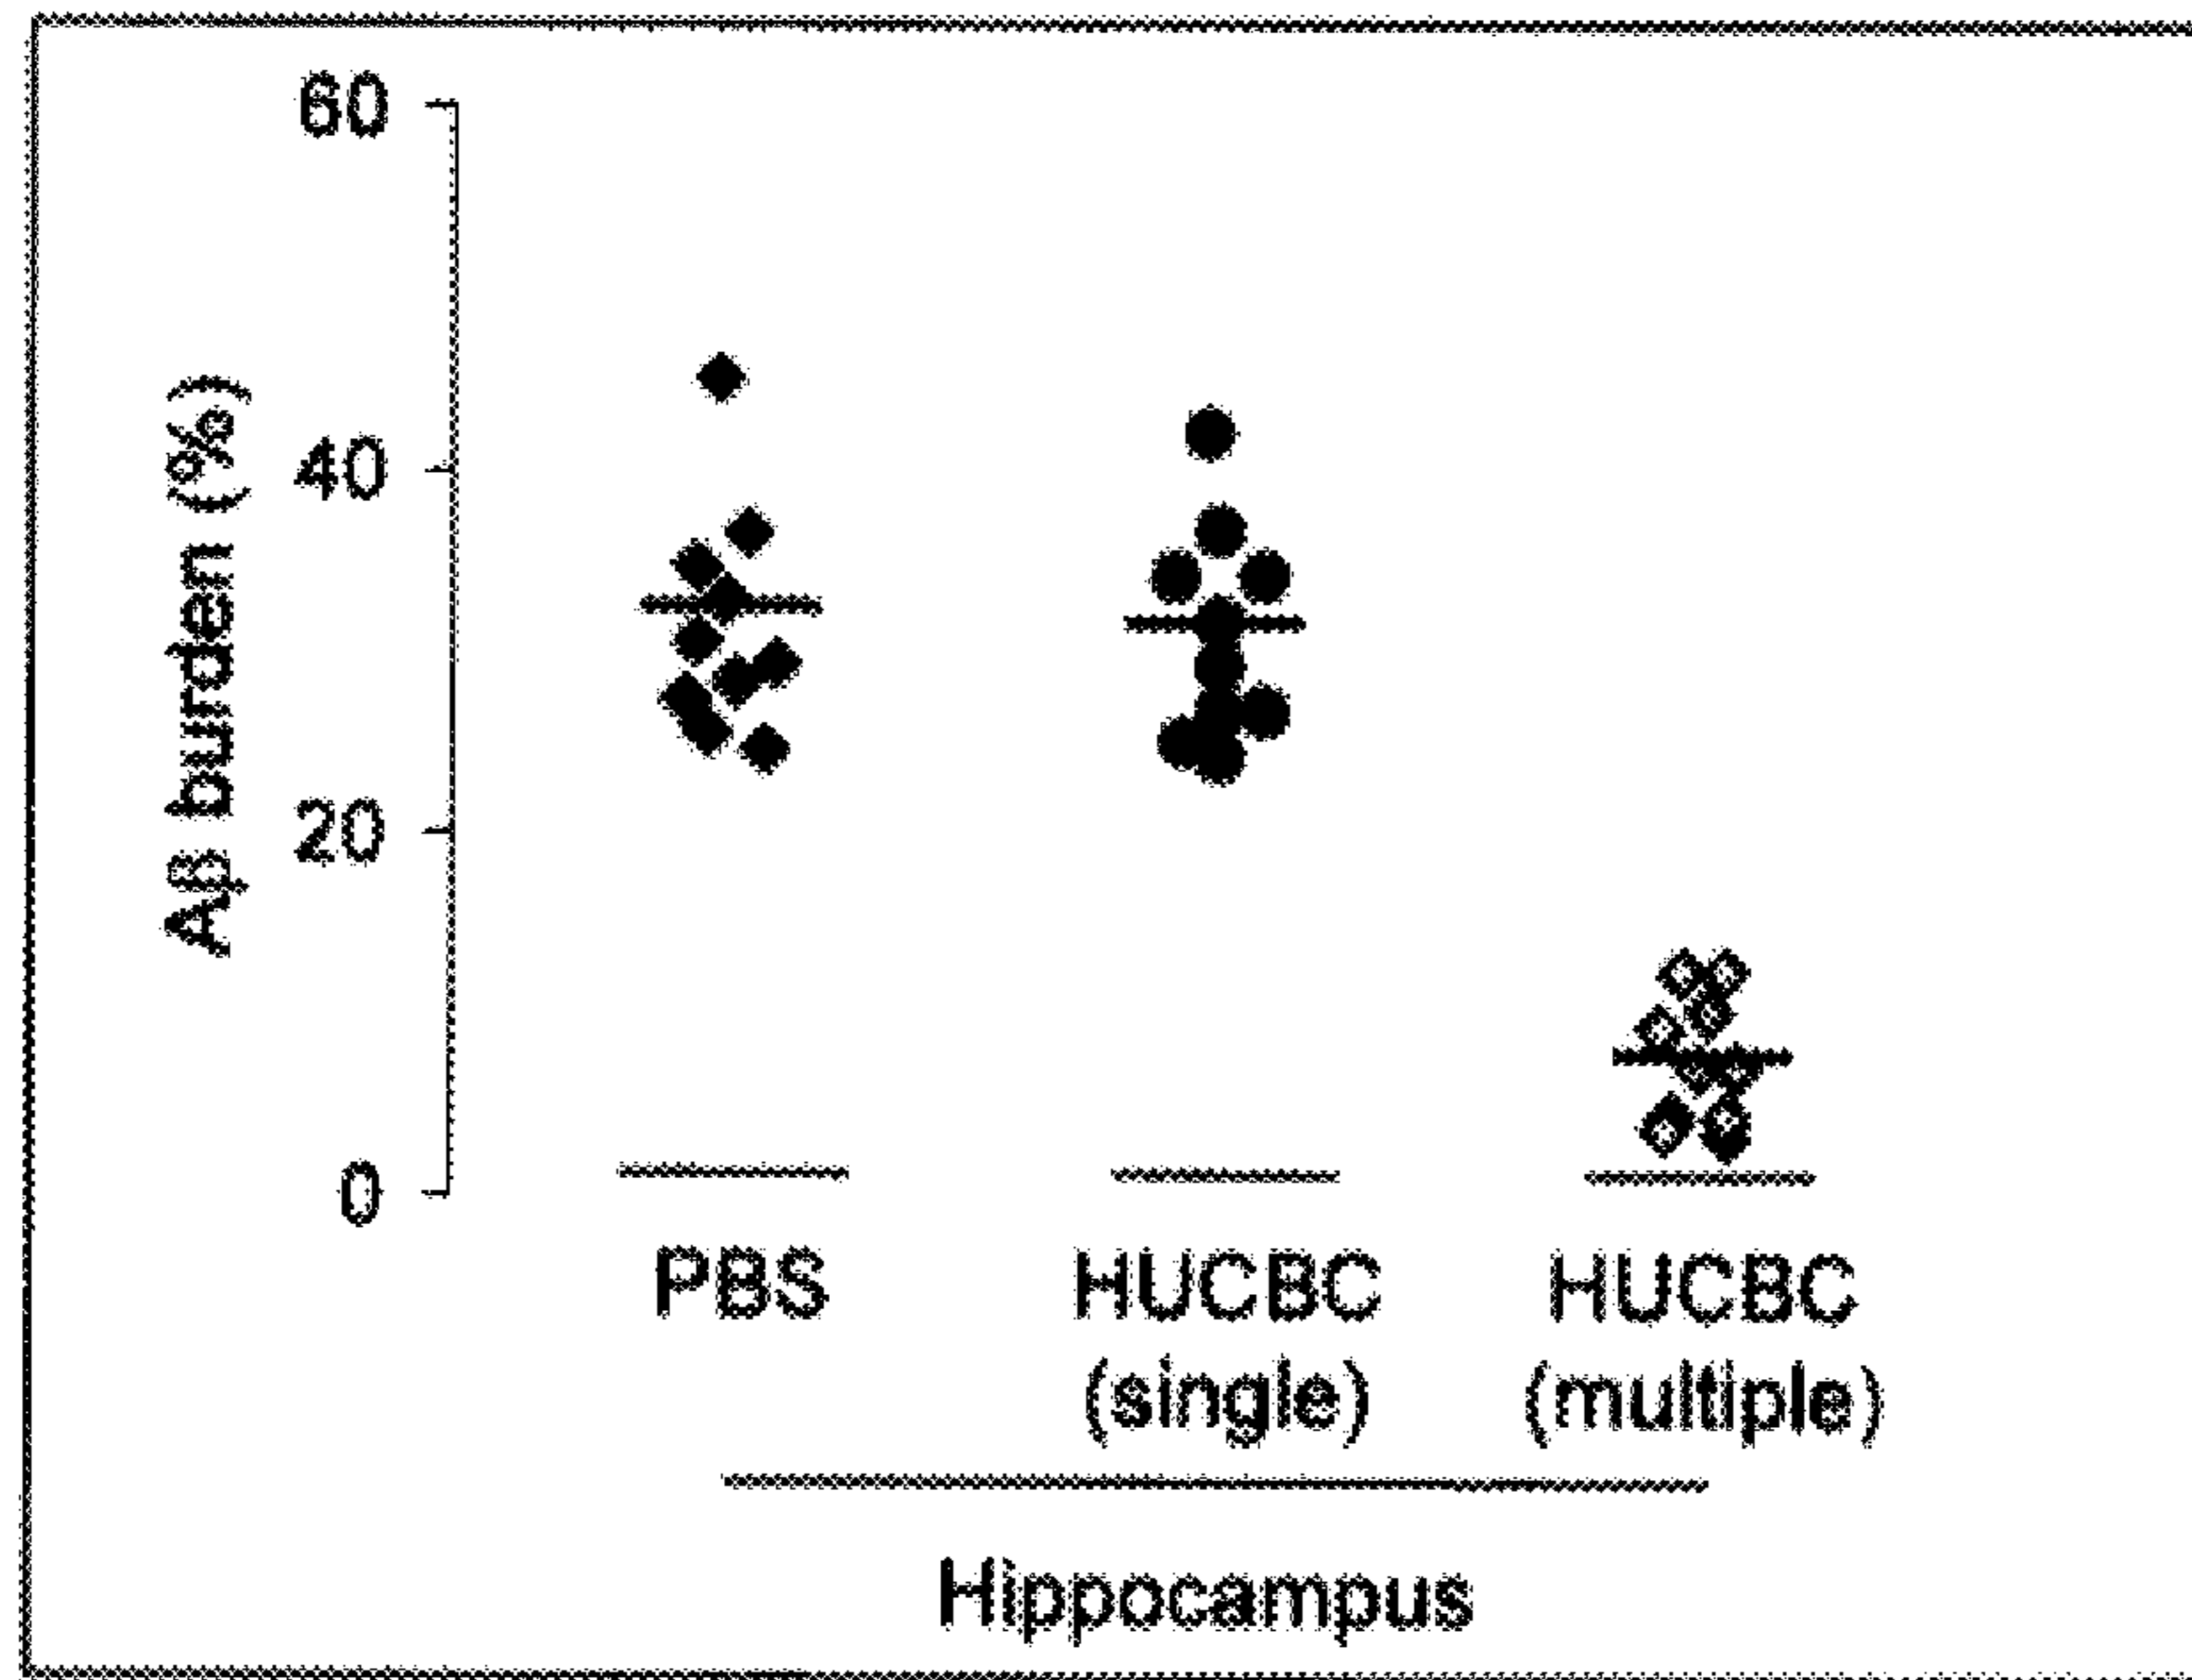 Aβ burden (%)
60
40
20
0
PBS
HUCBC
(single)
HUCBC
(multiple)
Hippocampus